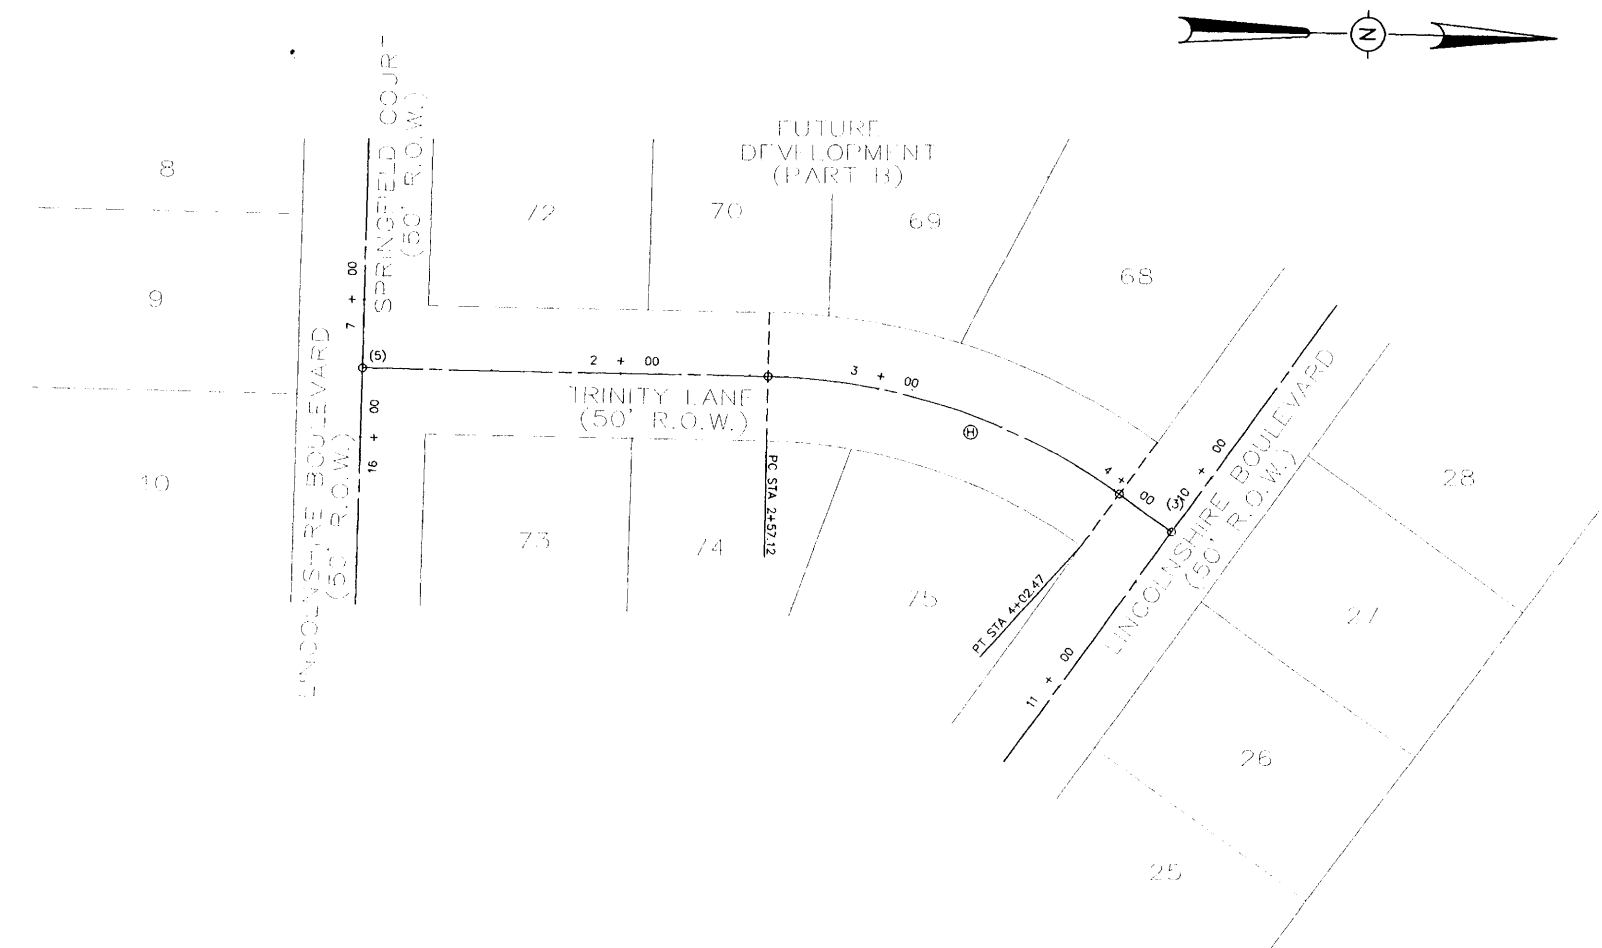 N
8
9
10
LINCOLNSHIRE BOULEVARD
(50' R.O.W.)
SPRINGFIELD COUR
(50' R.O.W.)
7 + 00
(5)
16 + 00
72
70
FUTURE
DEVELOPMENT
(PART B)
69
68
2 + 00
TRINITY LANE
(50' R.O.W.)
3 + 00
H
PC STA 2+57.12
73
74
75
4 + 00
(3)
10 + 00
PT STA 4+02.47
11 + 00
LINCOLNSHIRE BOULEVARD
(50' R.O.W.)
28
27
26
25